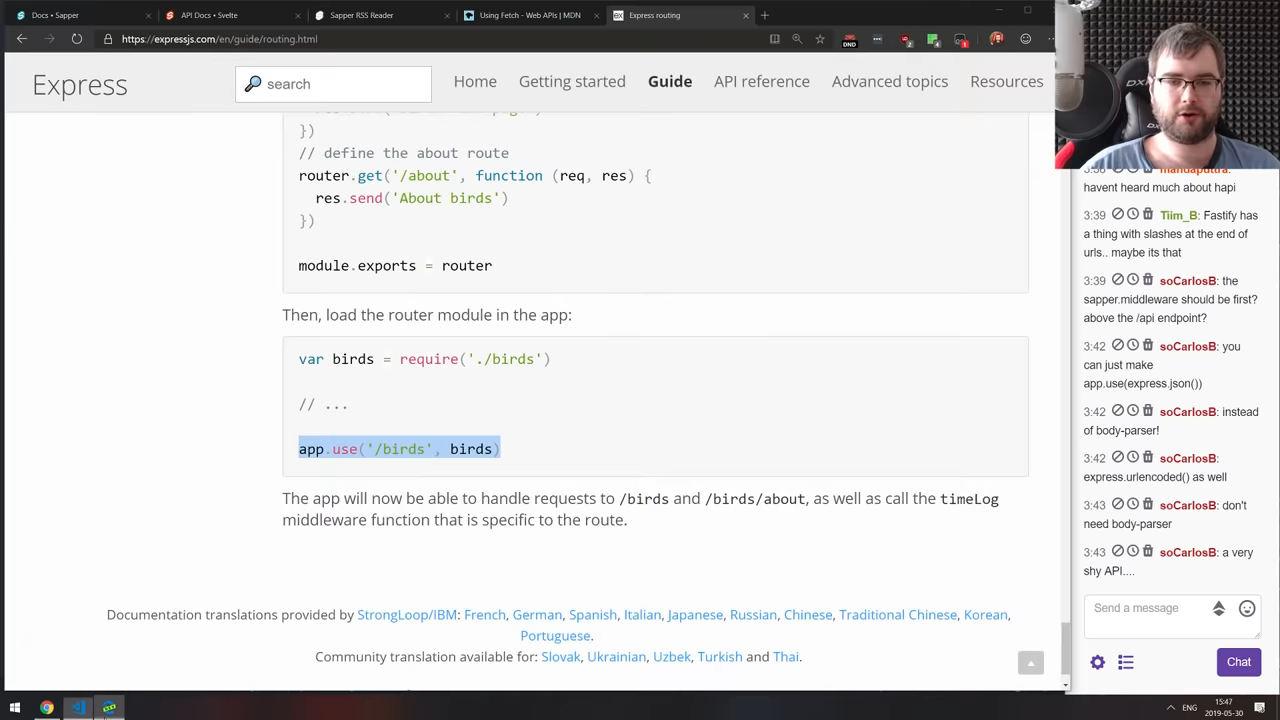 Docs • Sapper
API Docs • Svelte
Sapper RSS Reader
Using Fetch - Web APIs | MDN
Express routing
https://expressjs.com/en/guide/routing.html
DND
2
4
1
Express
search
Home
Getting started
Guide
API reference
Advanced topics
Resources
})
// define the about route
router.get('/about', function (req, res) {
res.send('About birds')
})
module.exports = router
Then, load the router module in the app:
var birds = require('./birds')
// ...
app.use('/birds', birds)
The app will now be able to handle requests to /birds and /birds/about, as well as call the timeLog
middleware function that is specific to the route.
Documentation translations provided by StrongLoop/IBM: French, German, Spanish, Italian, Japanese, Russian, Chinese, Traditional Chinese, Korean,
Portuguese.
Community translation available for: Slovak, Ukrainian, Uzbek, Turkish and Thai.
havent heard much about hapi
3:39 Tiim_B: Fastify has
a thing with slashes at the end of
urls.. maybe its that
3:39 soCarlosB: the
sapper.middleware should be first?
above the /api endpoint?
3:42 soCarlosB: you
can just make
app.use(express.json())
3:42 soCarlosB: instead
of body-parser!
3:42 soCarlosB:
express.urlencoded() as well
3:43 soCarlosB: don't
need body-parser
3:43 soCarlosB: a very
shy API....
Send a message
Chat
ENG
15:47
2019-05-30